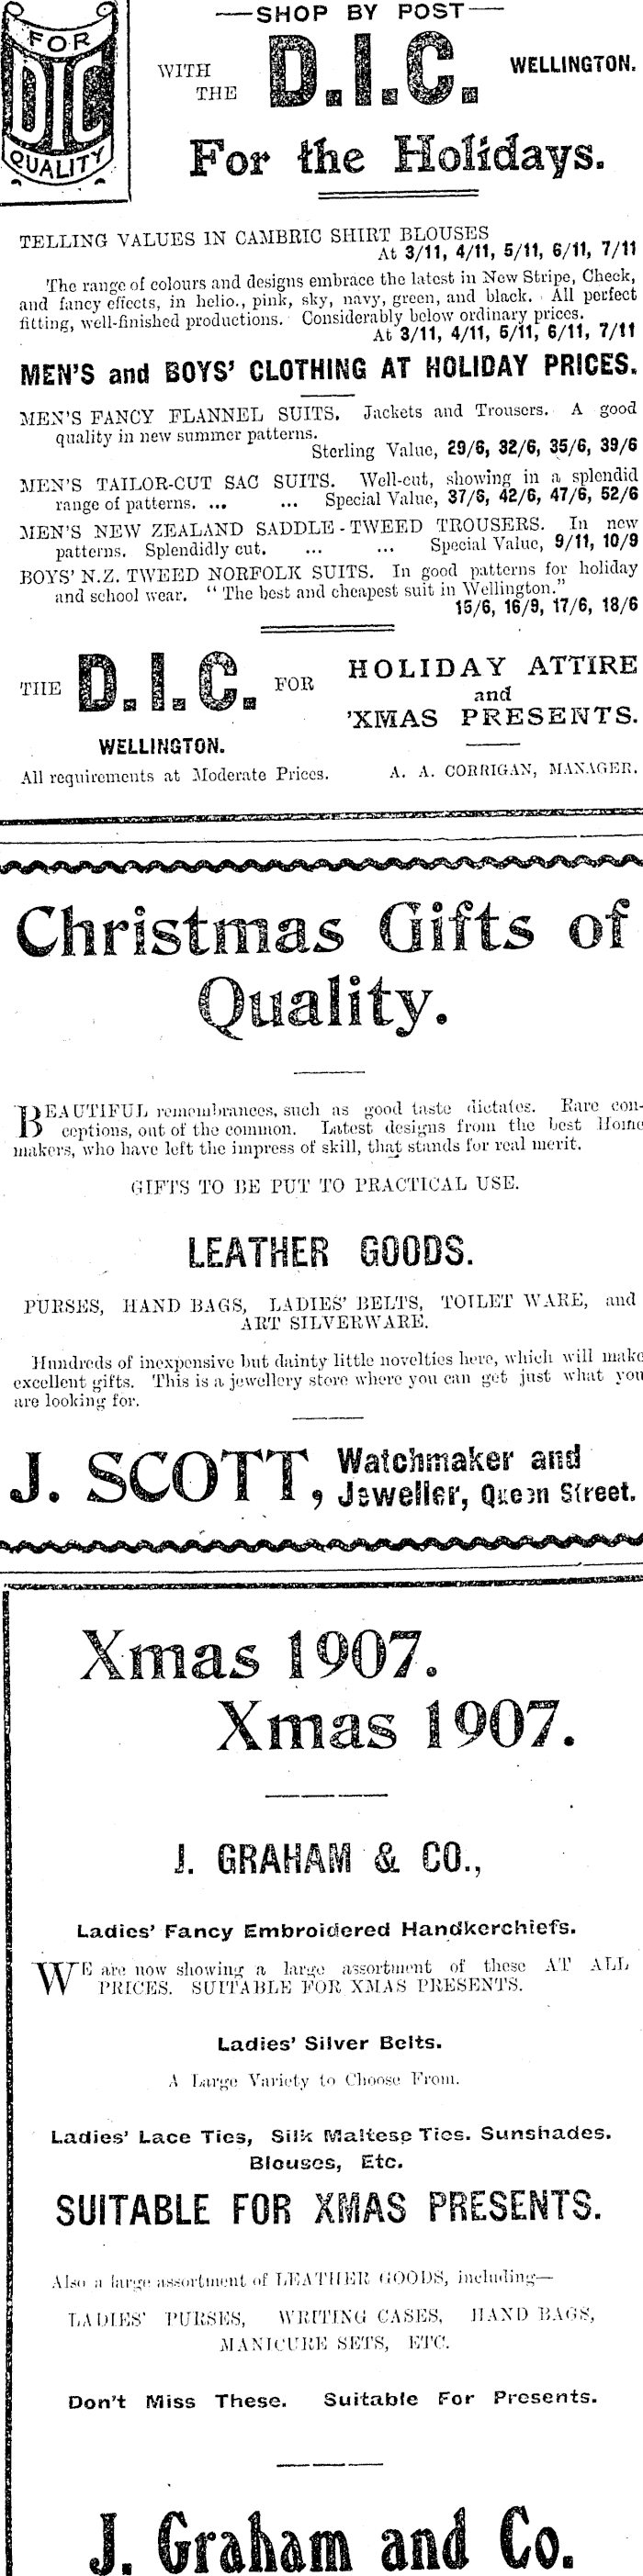 FOR
DIC
QUALITY
—SHOP BY POST—
WITH THE D.I.C. WELLINGTON.
For the Holidays.
TELLING VALUES IN CAMBRIC SHIRT BLOUSES
At 3/11, 4/11, 5/11, 6/11, 7/11
The range of colours and designs embrace the latest in New Stripe, Check,
and fancy effects, in helio., pink, sky, navy, green, and black. All perfect
fitting, well-finished productions. Considerably below ordinary prices.
At 3/11, 4/11, 5/11, 6/11, 7/11
MEN'S and BOYS' CLOTHING AT HOLIDAY PRICES.
MEN'S FANCY FLANNEL SUITS. Jackets and Trousers. A good
quality in new summer patterns.
Sterling Value, 29/6, 32/6, 35/6, 39/6
MEN'S TAILOR-CUT SAC SUITS. Well-cut, showing in a splendid
range of patterns. ... ... Special Value, 37/6, 42/6, 47/6, 52/6
MEN'S NEW ZEALAND SADDLE-TWEED TROUSERS. In new
patterns. Splendidly cut. ... ... Special Value, 9/11, 10/9
BOYS' N.Z. TWEED NORFOLK SUITS. In good patterns for holiday
and school wear. "The best and cheapest suit in Wellington."
15/6, 16/9, 17/6, 18/6
THE D.I.C. FOR
WELLINGTON.
All requirements at Moderate Prices.
HOLIDAY ATTIRE
and
'XMAS PRESENTS.
A. A. CORRIGAN, MANAGER.
Christmas Gifts of
Quality.
BEAUTIFUL remembrances, such as good taste dictates. Rare con-
ceptions, out of the common. Latest designs from the best Home
makers, who have left the impress of skill, that stands for real merit.
GIFTS TO BE PUT TO PRACTICAL USE.
LEATHER GOODS.
PURSES, HAND BAGS, LADIES' BELTS, TOILET WARE, and
ART SILVERWARE.
Hundreds of inexpensive but dainty little novelties here, which will make
excellent gifts. This is a jewellery store where you can get just what you
are looking for.
J. SCOTT, Watchmaker and
Jeweller, Queen Street.
Xmas 1907.
Xmas 1907.
J. GRAHAM & CO.,
Ladies' Fancy Embroidered Handkerchiefs.
WE are now showing a large assortment of these AT ALL
PRICES. SUITABLE FOR XMAS PRESENTS.
Ladies' Silver Belts.
A Large Variety to Choose From.
Ladies' Lace Ties, Silk Maltese Ties. Sunshades.
Blouses, Etc.
SUITABLE FOR XMAS PRESENTS.
Also a large assortment of LEATHER GOODS, including—
LADIES' PURSES, WRITING CASES, HAND BAGS,
MANICURE SETS, ETC.
Don't Miss These. Suitable For Presents.
J. Graham and Co.